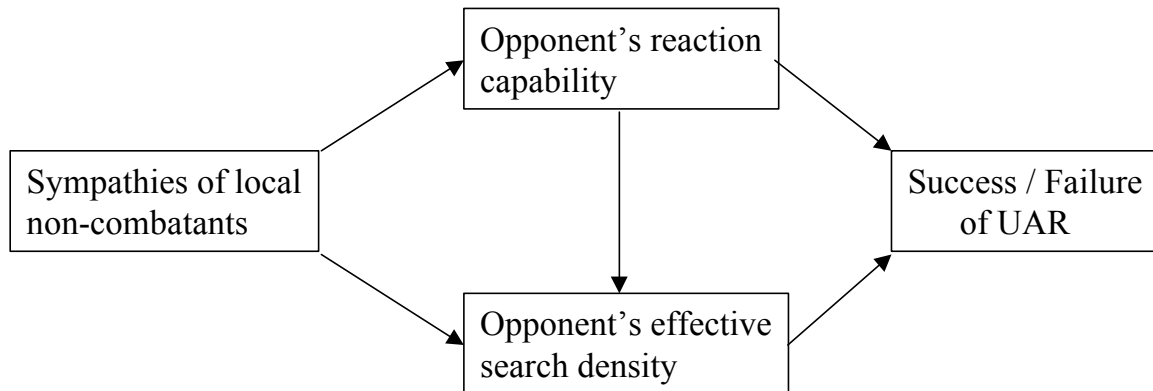 Opponent’s reaction
capability
Sympathies of local
non-combatants
Success / Failure
of UAR
Opponent’s effective
search density